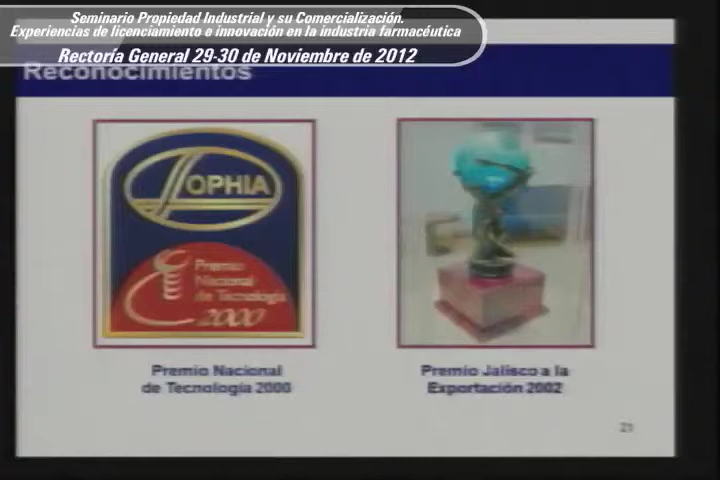 Seminario Propiedad Industrial y su Comercialización.
Experiencias de licenciamiento e innovación en la industria farmacéutica
Rectoría General 29-30 de Noviembre de 2012
Reconocimientos
SOPHIA
Premio
Nacional
de Tecnología
2000
Premio Nacional
de Tecnología 2000
Premio Jalisco a la
Exportación 2002
21